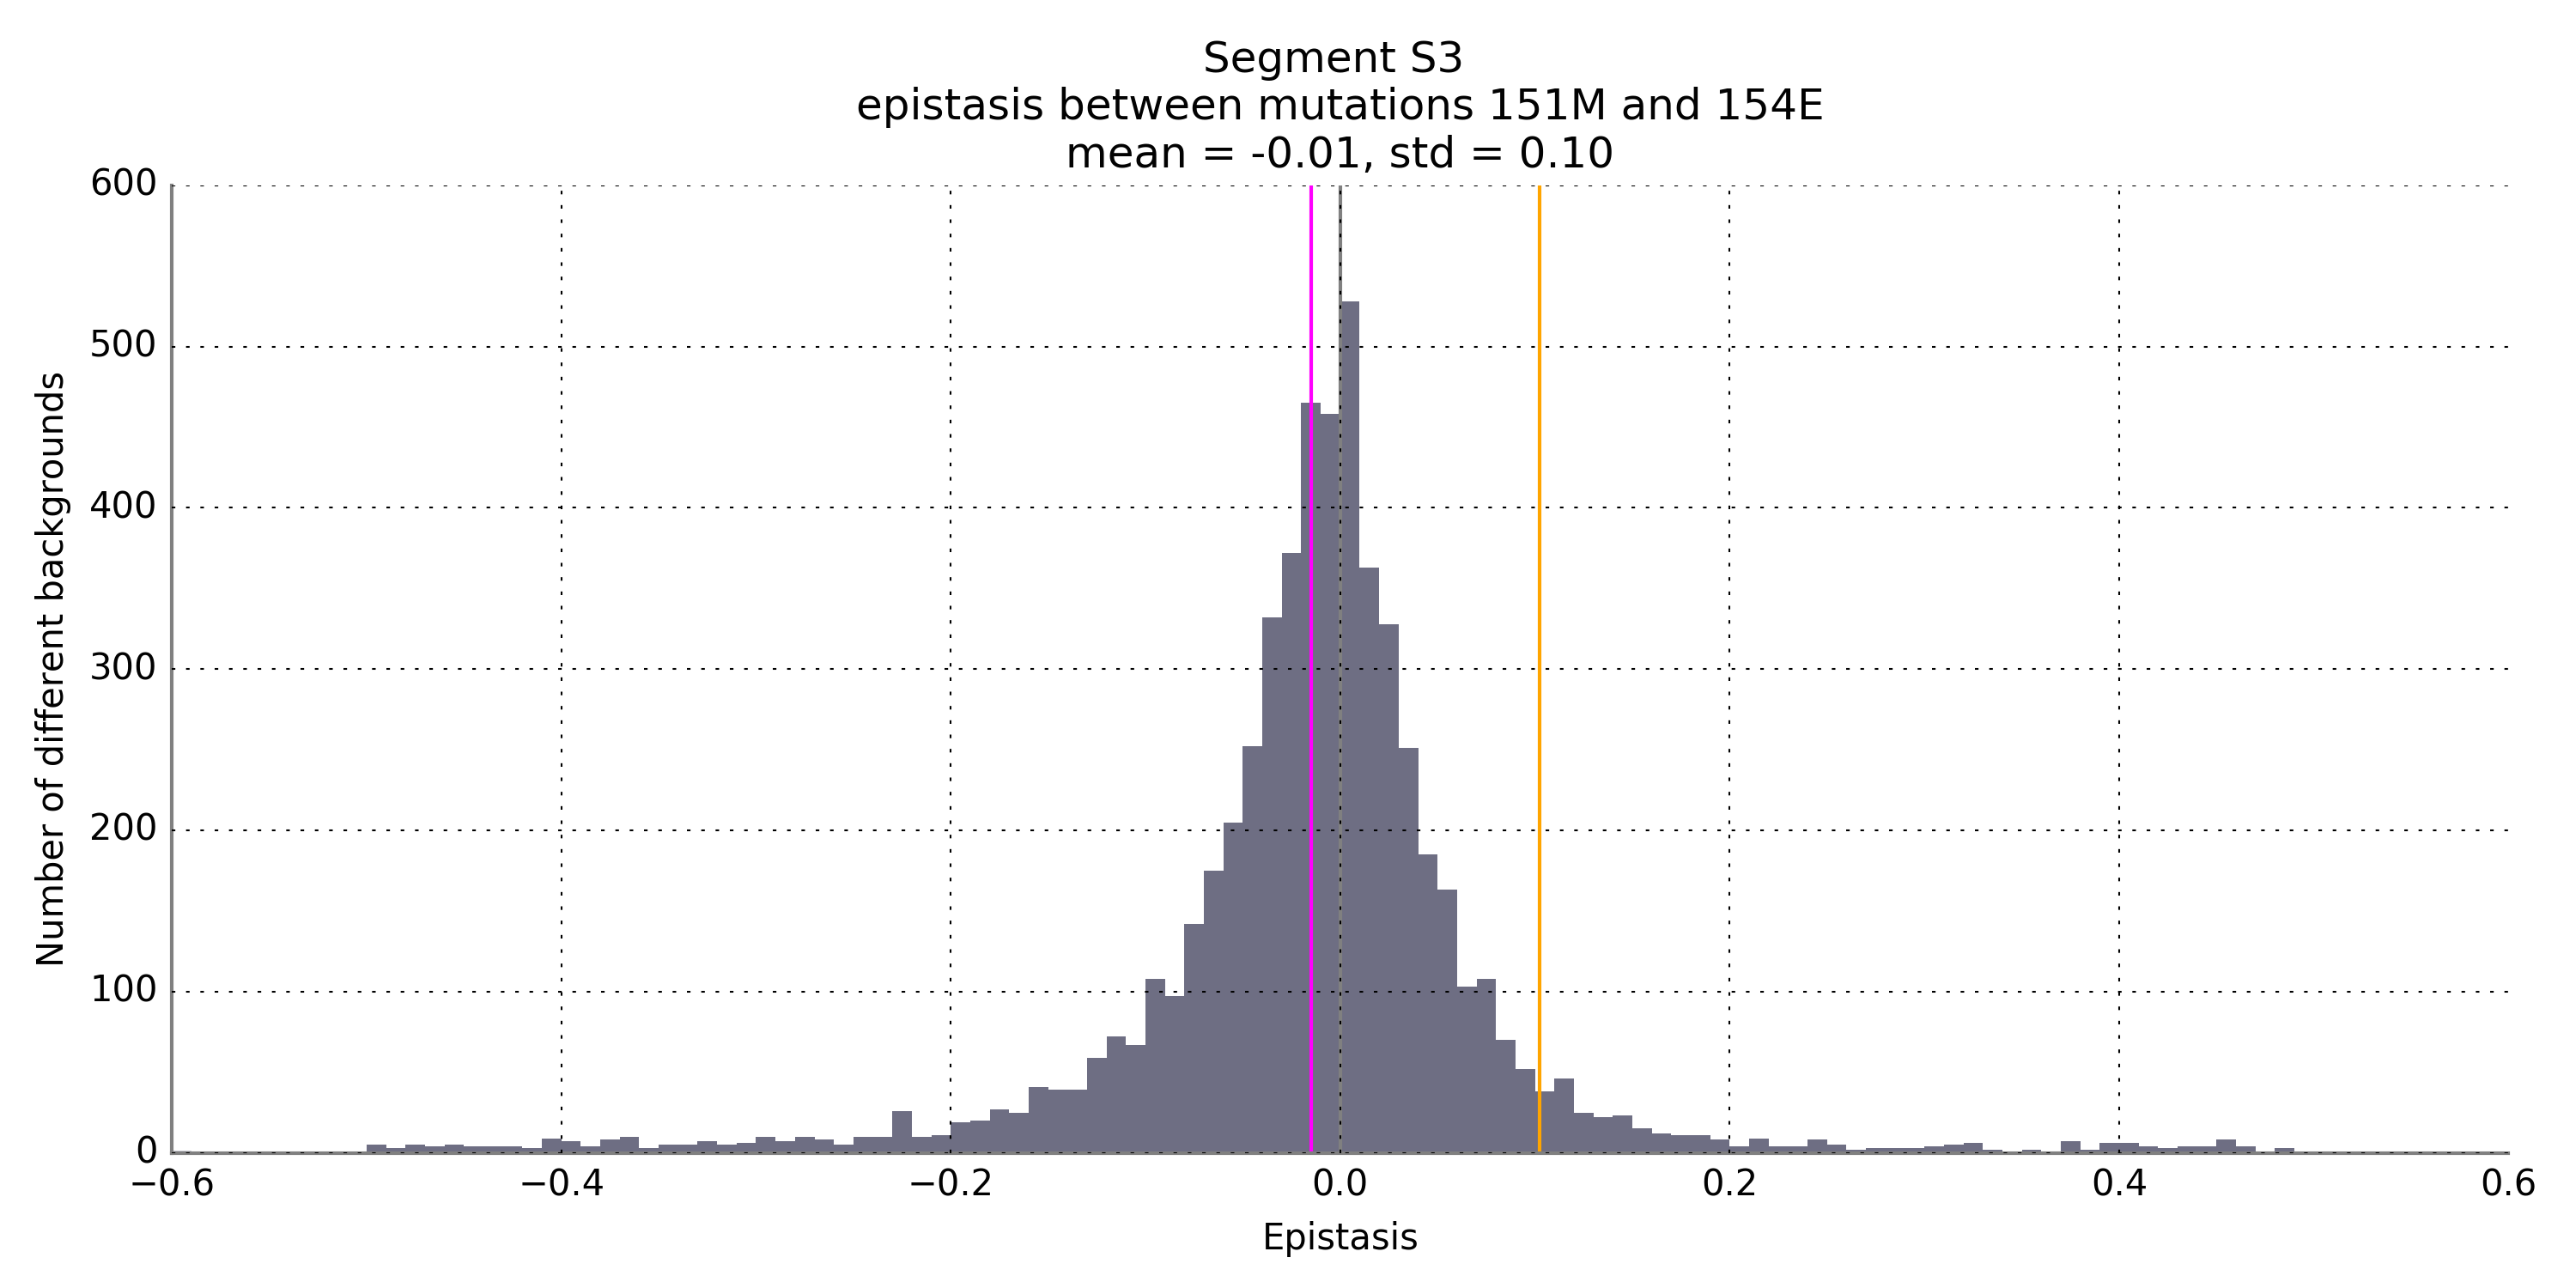 Segment S3
epistasis between mutations 151M and 154E
mean = -0.01, std = 0.10
600
500
400
300
200
100
0
Number of different backgrounds
−0.6
−0.4
−0.2
0.0
0.2
0.4
0.6
Epistasis